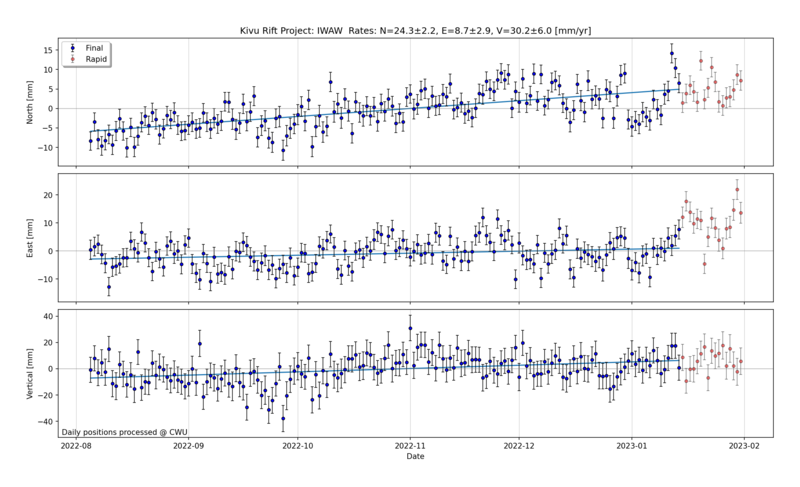 Kivu Rift Project: IWAW Rates: N=24.3±2.2, E=8.7±2.9, V=30.2±6.0 [mm/yr]
Final
Rapid
North [mm]
15
10
5
0
−5
−10
East [mm]
20
10
0
−10
Vertical [mm]
40
20
0
−20
−40
Daily positions processed @ CWU
2022-08
2022-09
2022-10
2022-11
2022-12
2023-01
2023-02
Date